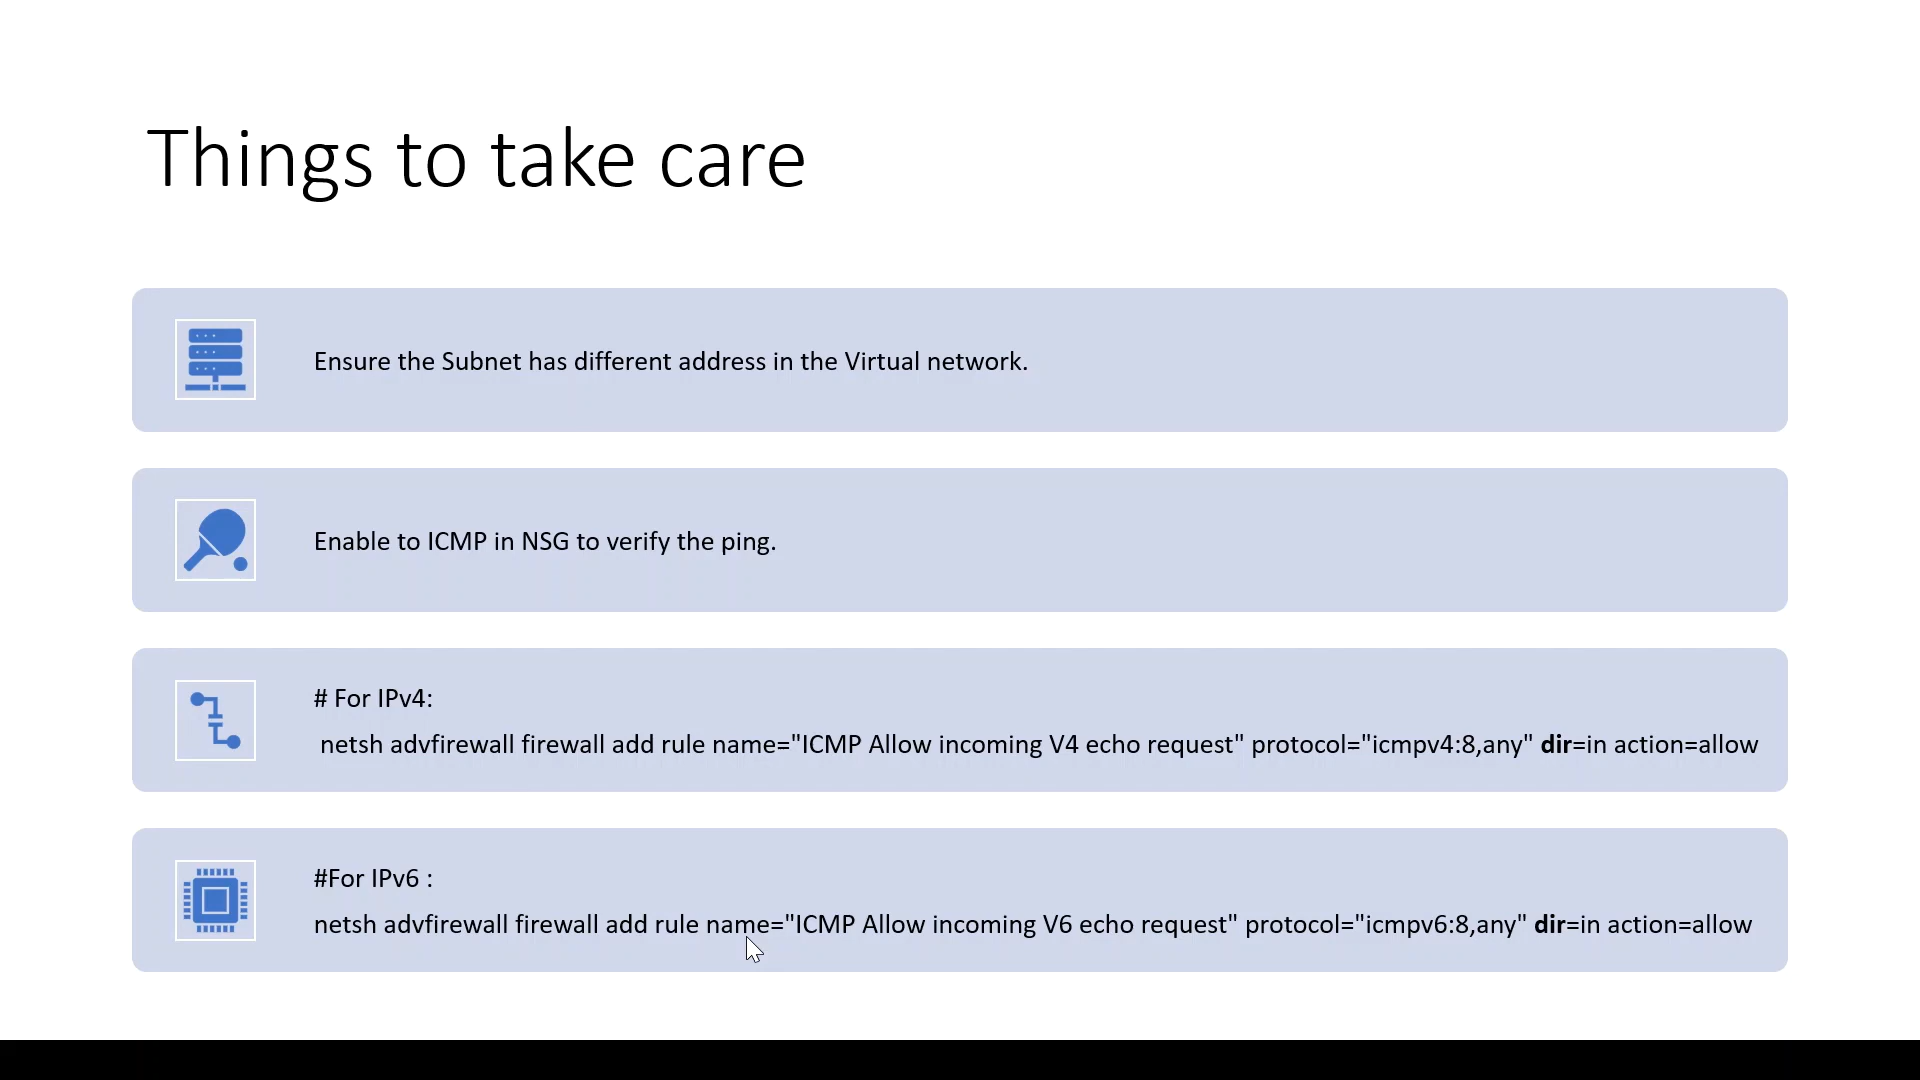 Things to take care
Ensure the Subnet has different address in the Virtual network.
Enable to ICMP in NSG to verify the ping.
# For IPv4:
netsh advfirewall firewall add rule name="ICMP Allow incoming V4 echo request" protocol="icmpv4:8,any" dir=in action=allow
#For IPv6 :
netsh advfirewall firewall add rule name="ICMP Allow incoming V6 echo request" protocol="icmpv6:8,any" dir=in action=allow